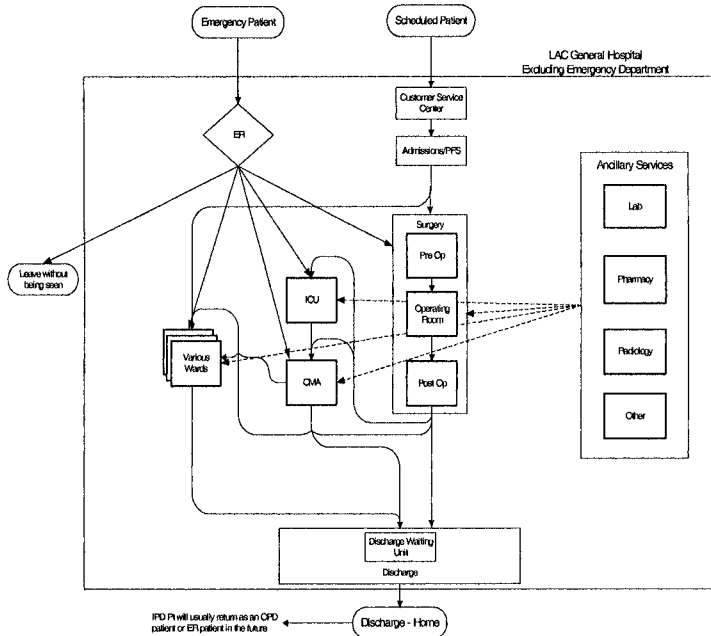 Emergency Patient
Scheduled Patient
LAC General Hospital
Excluding Emergency Department
Customer Service
Center
ER
Admissions/PFS
Ancillary Services
Lab
Surgery
Pre Op
Leave without
being seen
ICU
Operating
Room
Pharmacy
Various
Wards
CMA
Post Op
Radiology
Other
Discharge Waiting
Unit
Discharge
IPD Pt will usually return as an OPD
patient or ER patient in the future
Discharge - Home